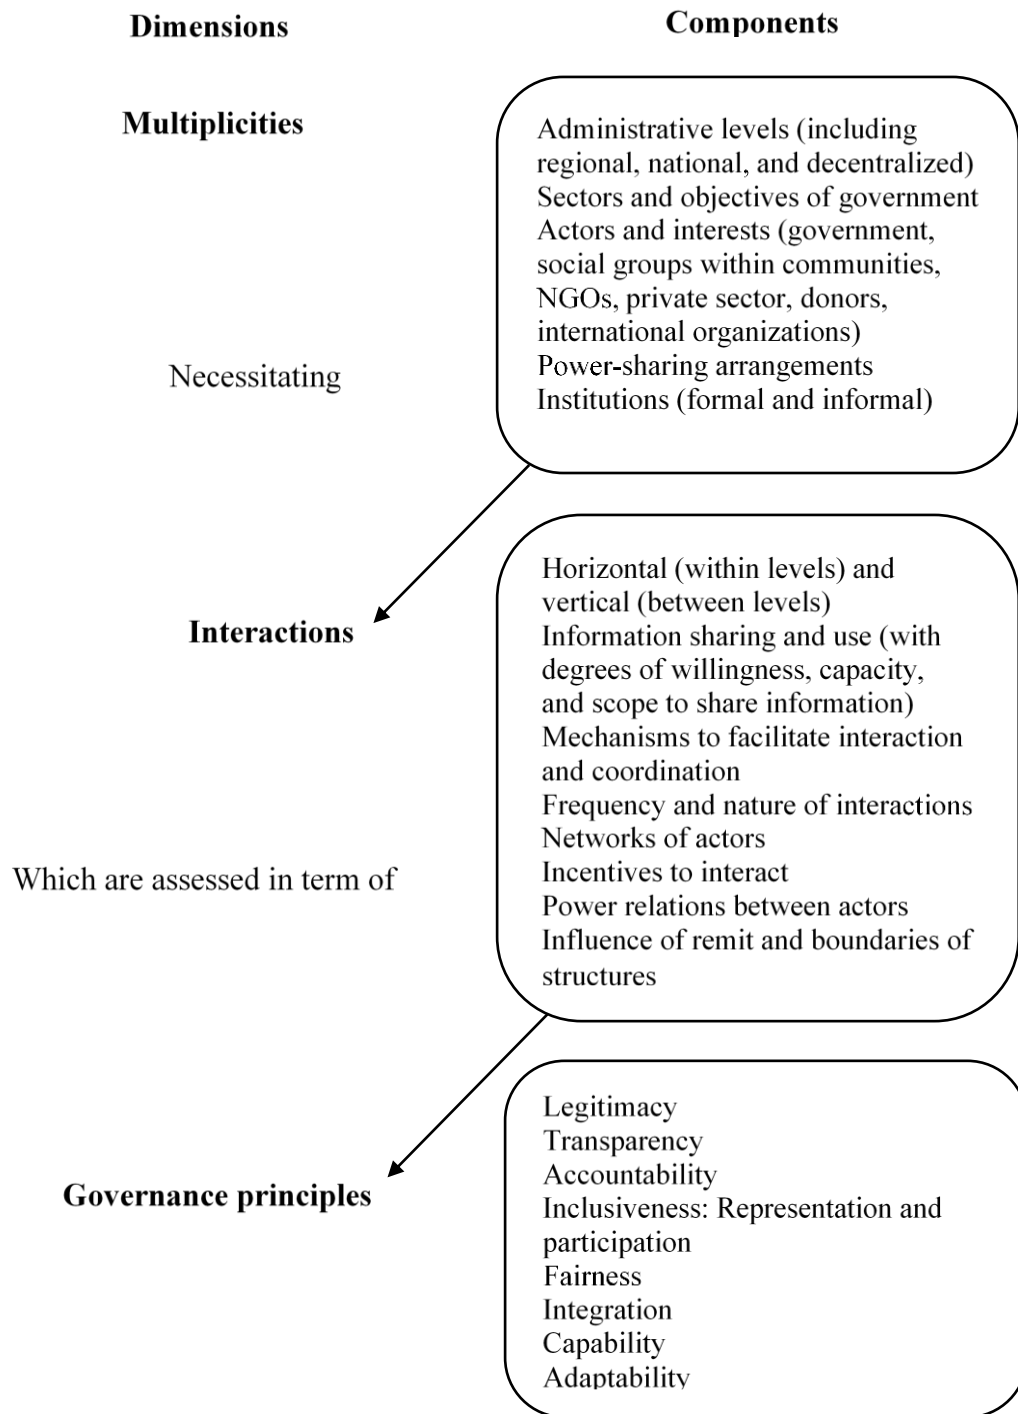 Dimensions
Components
Multiplicities
Administrative levels (including
regional, national, and decentralized)
Sectors and objectives of government
Actors and interests (government,
social groups within communities,
NGOs, private sector, donors,
international organizations)
Power-sharing arrangements
Institutions (formal and informal)
Necessitating
Interactions
Horizontal (within levels) and
vertical (between levels)
Information sharing and use (with
degrees of willingness, capacity,
and scope to share information)
Mechanisms to facilitate interaction
and coordination
Frequency and nature of interactions
Networks of actors
Incentives to interact
Power relations between actors
Influence of remit and boundaries of
structures
Which are assessed in term of
Governance principles
Legitimacy
Transparency
Accountability
Inclusiveness: Representation and
participation
Fairness
Integration
Capability
Adaptability